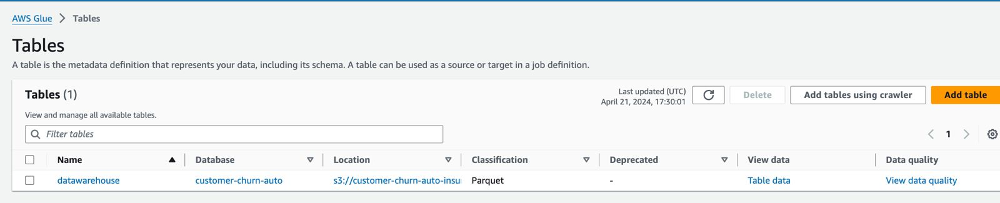 AWS Glue > Tables
Tables
A table is the metadata definition that represents your data, including its schema. A table can be used as a source or target in a job definition.
Tables (1)
Last updated (UTC)
April 21, 2024, 17:30:01
Delete
Add tables using crawler
Add table
View and manage all available tables.
Filter tables
1
Name Database Location Classification Deprecated View data Data quality
datawarehouse customer-churn-auto s3://customer-churn-auto-insu Parquet - Table data View data quality